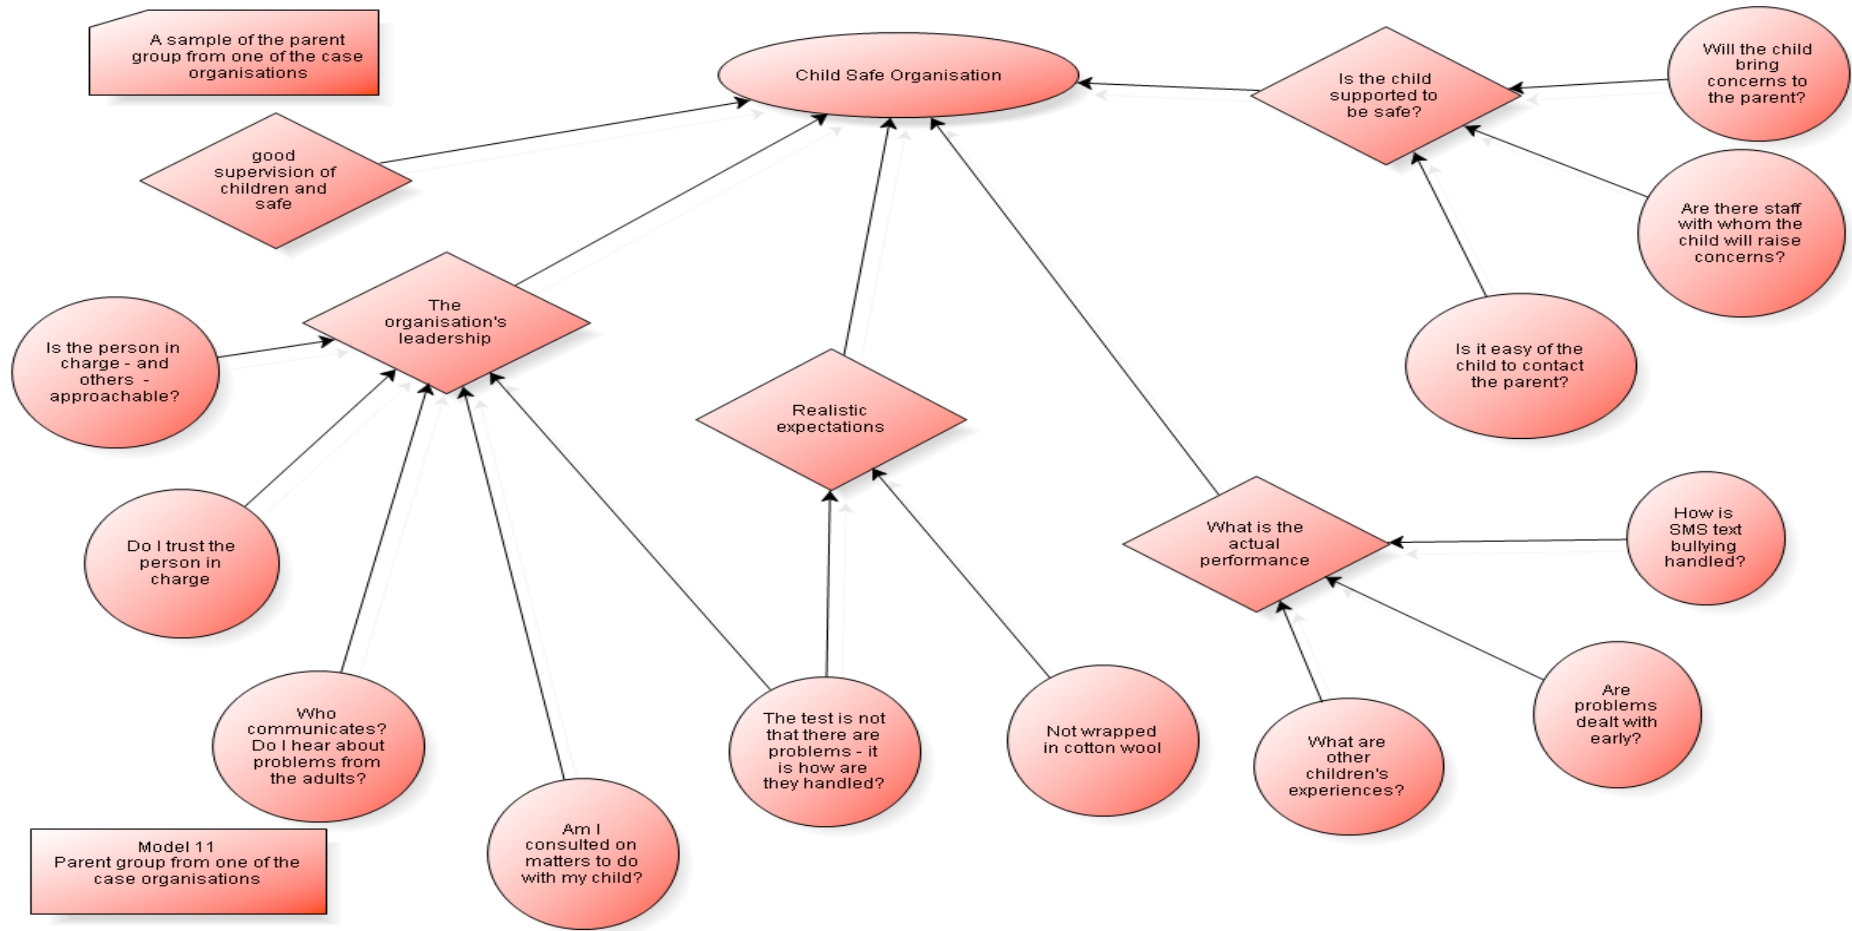 A sample of the parent
group from one of the case
organisations
Child Safe Organisation
Is the child
supported to
be safe?
Will the child
bring
concerns to
the parent?
good
supervision of
children and
safe
Are there staff
with whom the
child will raise
concerns?
The
organisation's
leadership
Is the person in
charge - and
others -
approachable?
Is it easy of the
child to contact
the parent?
Realistic
expectations
Do I trust the
person in
charge
What is the
actual
performance
How is
SMS text
bullying
handled?
Who
communicates?
Do I hear about
problems from
the adults?
The test is not
that there are
problems - it
is how are
they handled?
Not wrapped
in cotton wool
What are
other
children's
experiences?
Are
problems
dealt with
early?
Am I
consulted on
matters to do
with my child?
Model 11
Parent group from one of the
case organisations